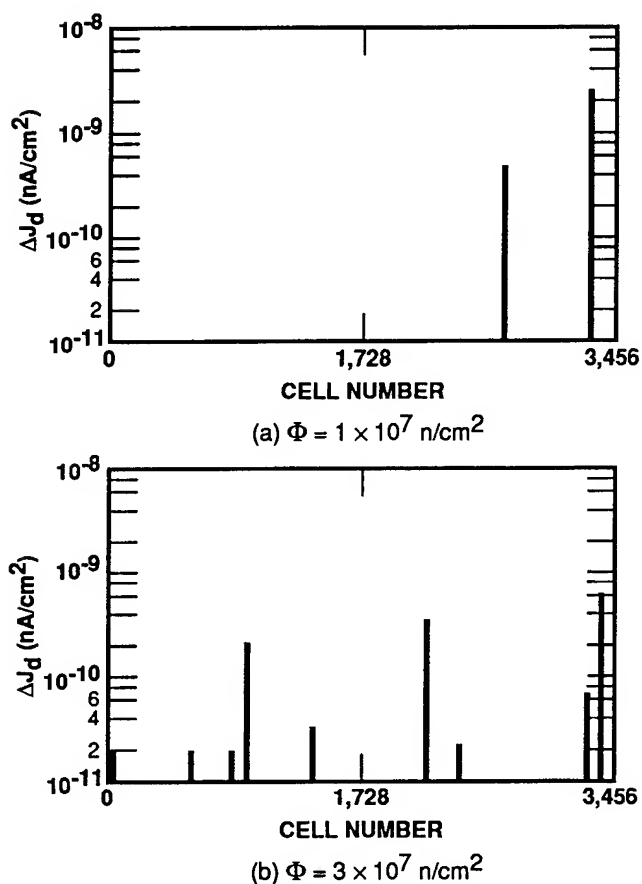 10⁻⁸
10⁻⁹
10⁻¹⁰
6
4
2
10⁻¹¹
ΔJd (nA/cm²)
0 1,728 3,456
CELL NUMBER
(a) Φ = 1 × 10⁷ n/cm²
10⁻⁸
10⁻⁹
10⁻¹⁰
6
4
2
10⁻¹¹
ΔJd (nA/cm²)
0 1,728 3,456
CELL NUMBER
(b) Φ = 3 × 10⁷ n/cm²